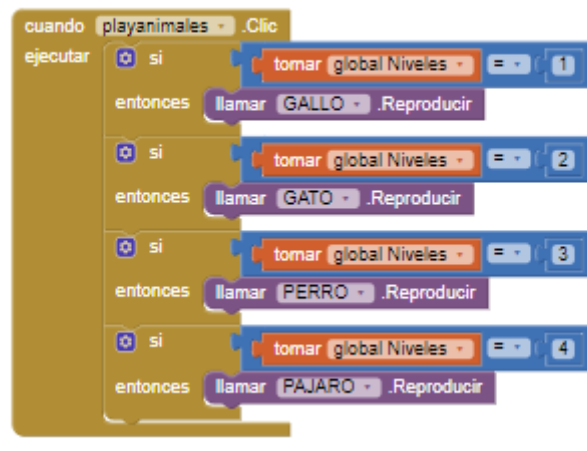 cuando playanimales .Clic
ejecutar si tomar global Niveles = 1
entonces llamar GALLO .Reproducir
si tomar global Niveles = 2
entonces llamar GATO .Reproducir
si tomar global Niveles = 3
entonces llamar PERRO .Reproducir
si tomar global Niveles = 4
entonces llamar PAJARO .Reproducir